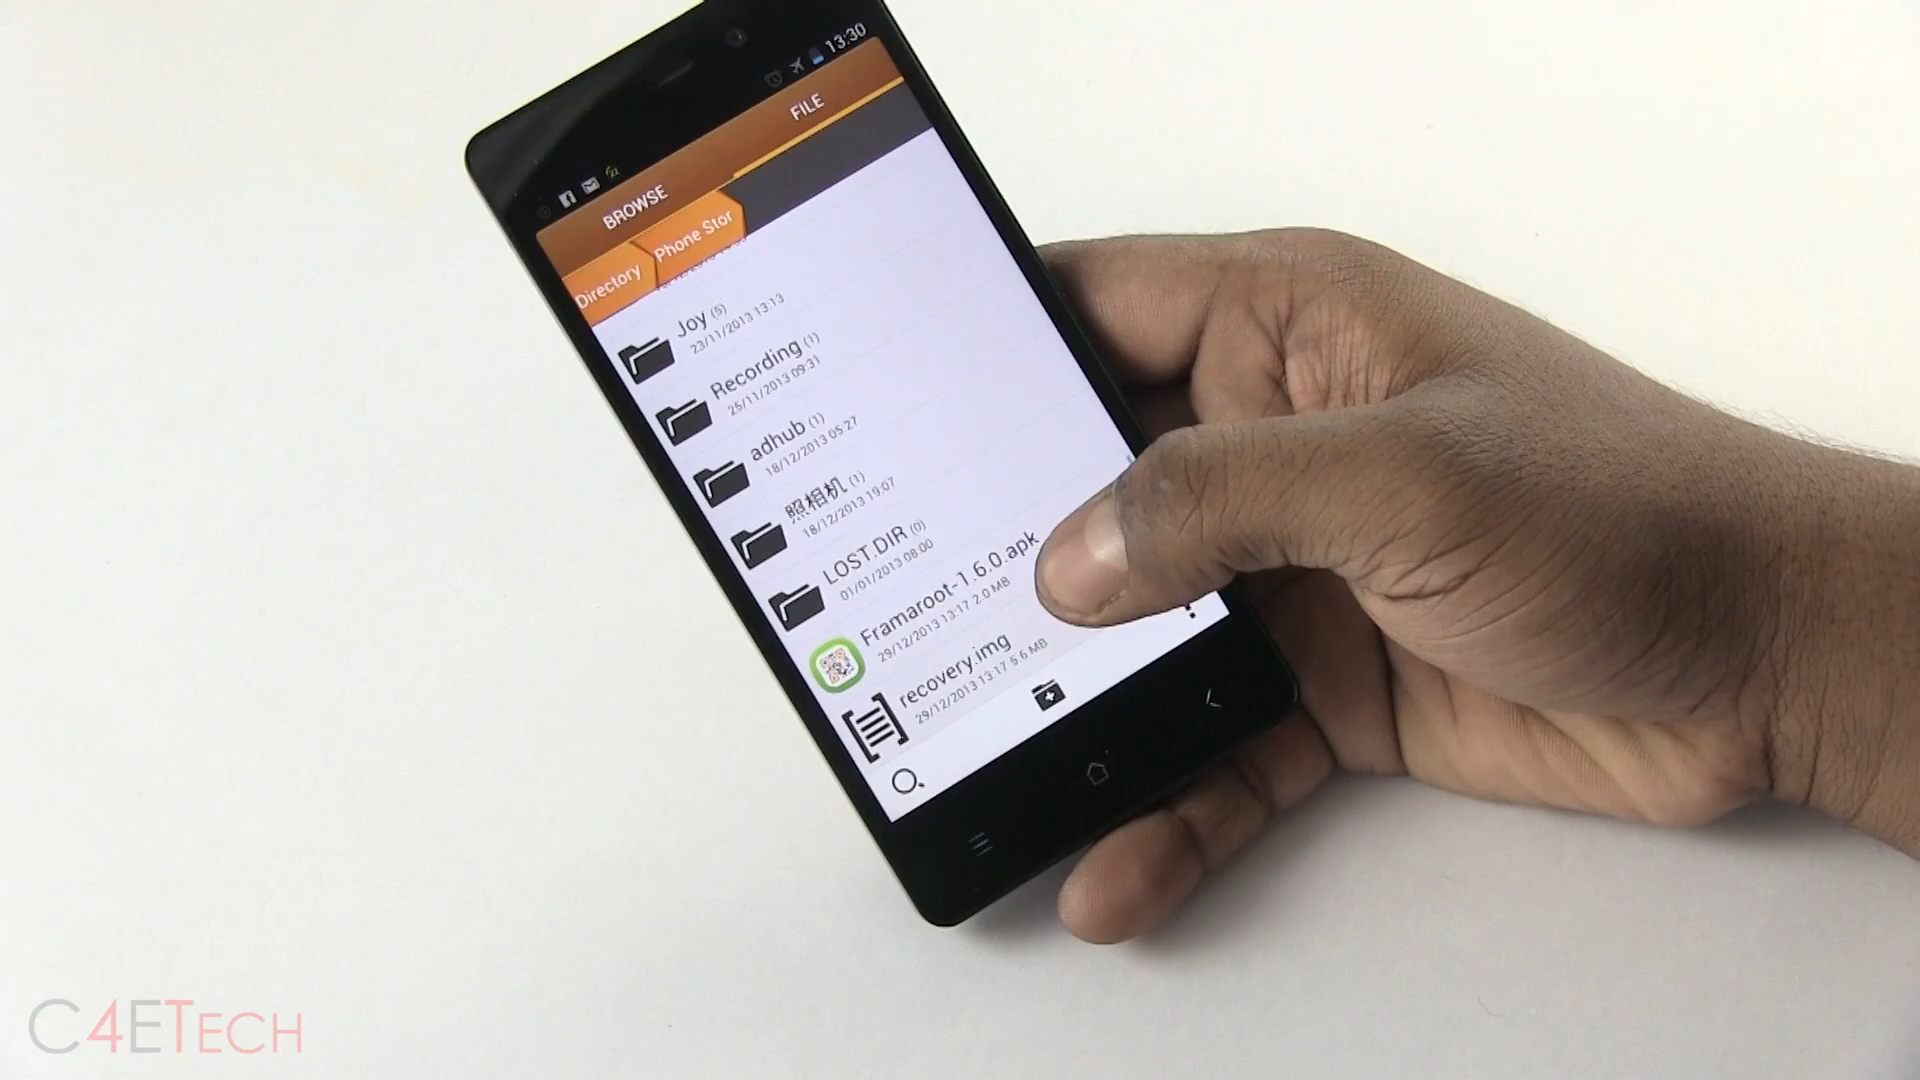 13:30
BROWSE
FILE
Directory
Phone Stor
Joy (5)
23/11/2013 13:13
Recording (1)
25/11/2013 09:31
adhub (1)
18/12/2013 05:27
照相机 (1)
18/12/2013 19:07
LOST.DIR (0)
01/01/2013 08:00
Framaroot-1.6.0.apk
29/12/2013 13:17 2.0 MB
recovery.img
29/12/2013 13:17 5.6 MB
C4ETECH